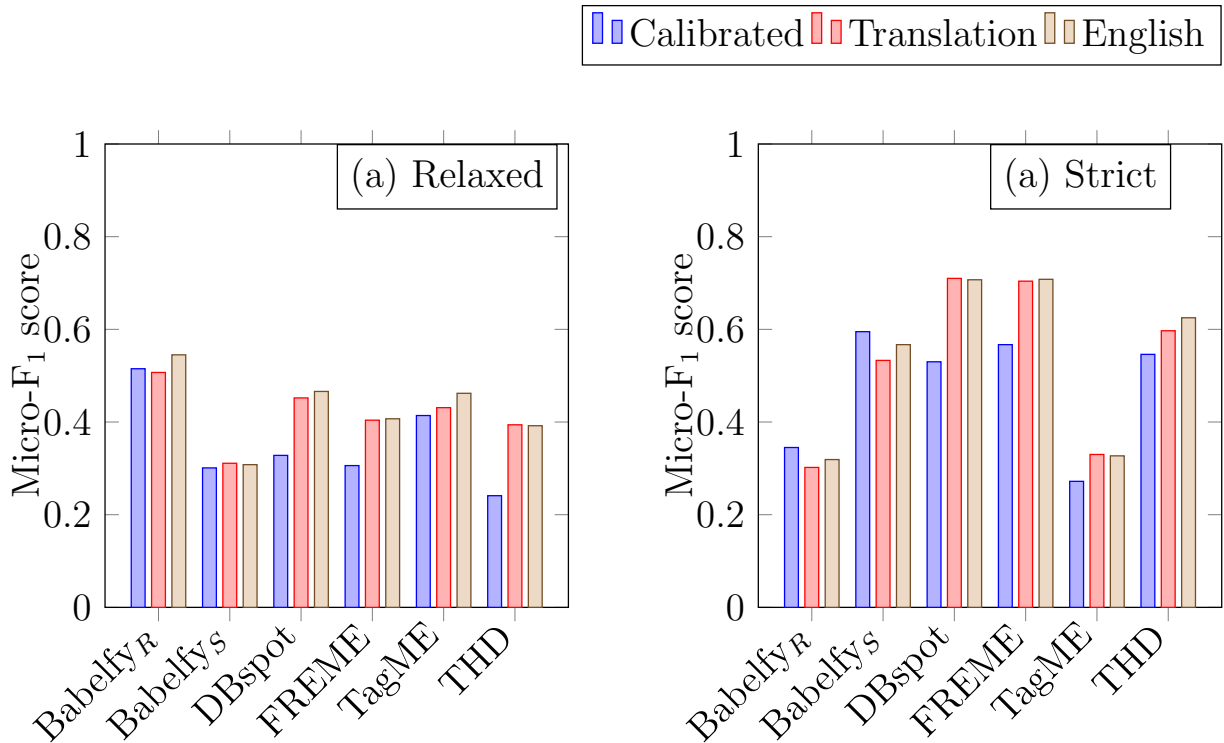 Calibrated Translation English
(a) Relaxed
Micro-F₁ score
1
0.8
0.6
0.4
0.2
0
Babelfy_R
Babelfy_S
DBspot
FREME
TagME
THD
(a) Strict
Micro-F₁ score
1
0.8
0.6
0.4
0.2
0
Babelfy_R
Babelfy_S
DBspot
FREME
TagME
THD